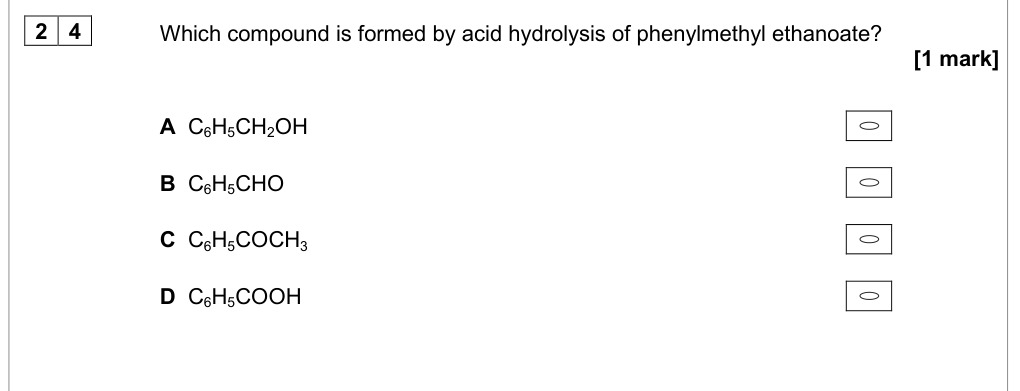 2 4 Which compound is formed by acid hydrolysis of phenylmethyl ethanoate?
[1 mark]
A C₆H₅CH₂OH
B C₆H₅CHO
C C₆H₅COCH₃
D C₆H₅COOH